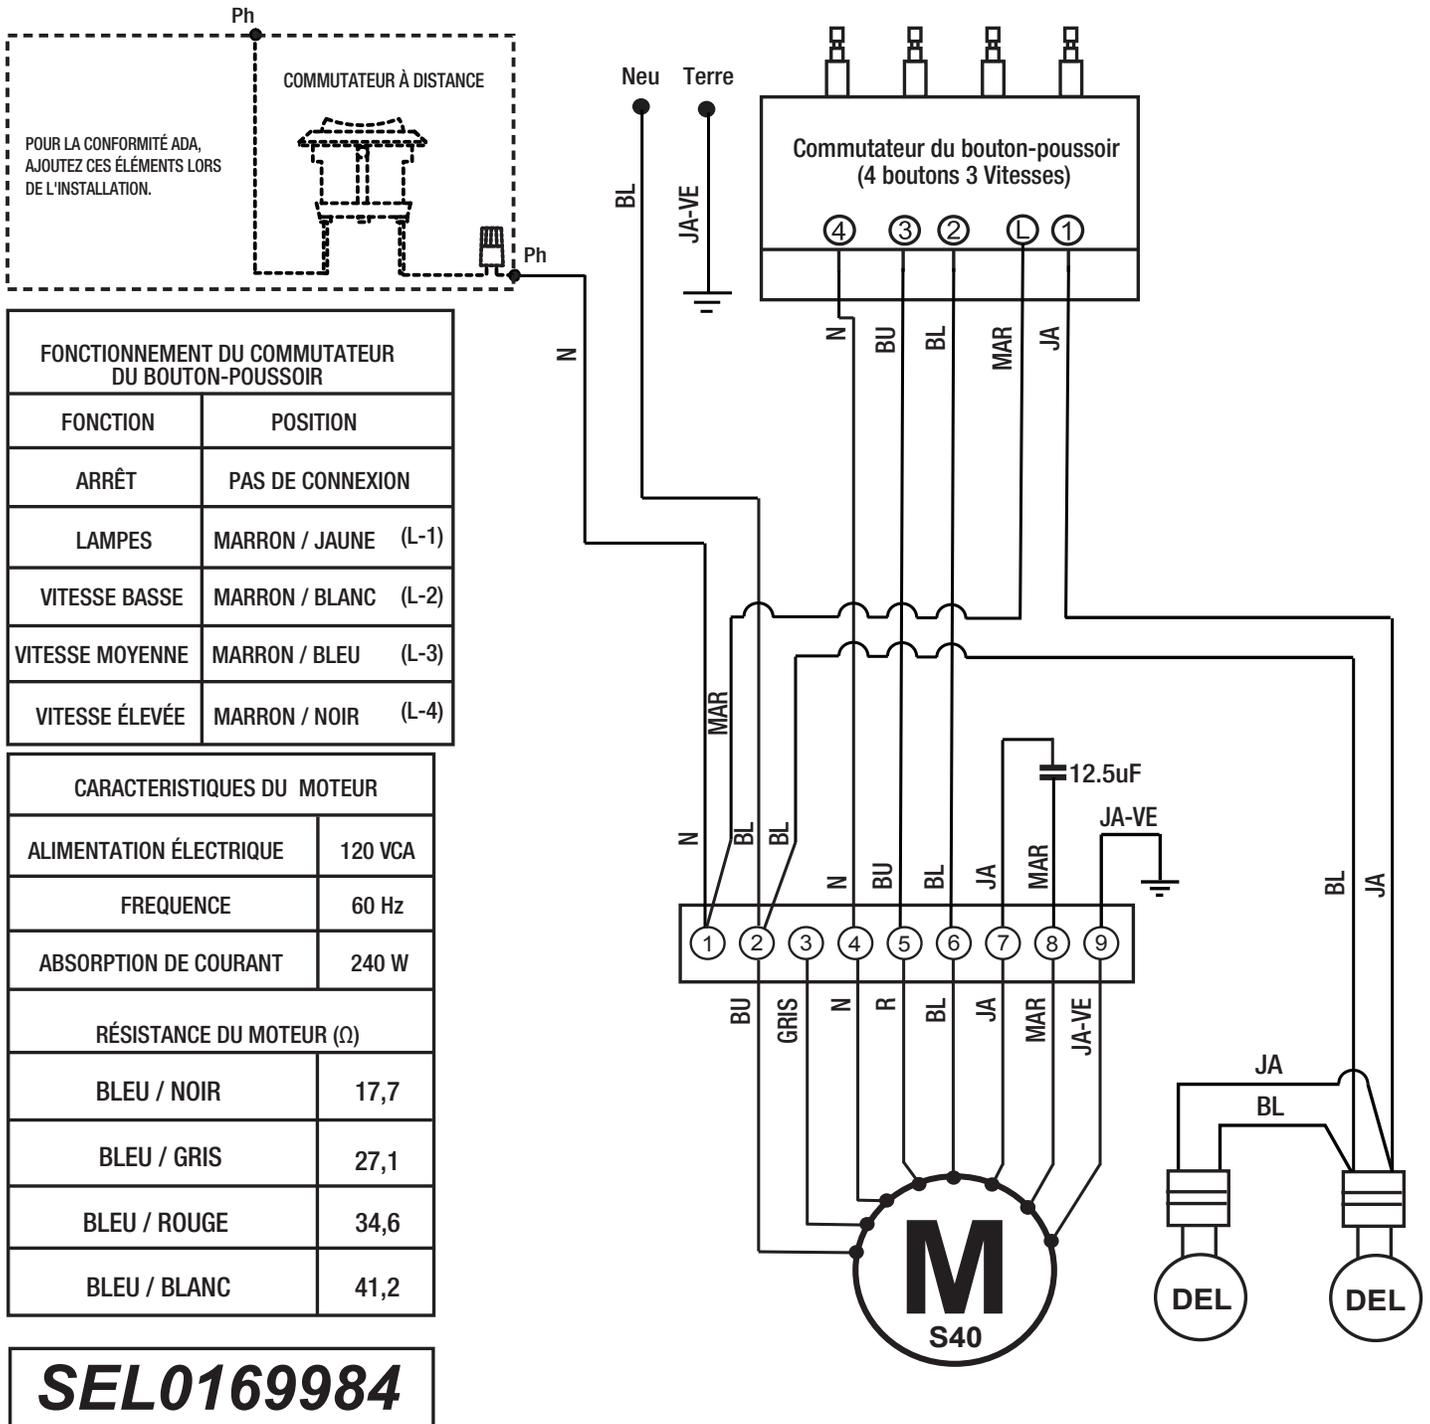 Ph
COMMUTATEUR À DISTANCE
POUR LA CONFORMITÉ ADA,
AJOUTEZ CES ÉLÉMENTS LORS
DE L'INSTALLATION.
Ph
N
Neu
Terre
BL
JA-VE
Commutateur du bouton-poussoir
(4 boutons 3 Vitesses)
4 3 2 L 1
N BU BL MAR JA
FONCTIONNEMENT DU COMMUTATEUR
DU BOUTON-POUSSOIR
FONCTION POSITION
ARRÊT PAS DE CONNEXION
LAMPES MARRON / JAUNE (L-1)
VITESSE BASSE MARRON / BLANC (L-2)
VITESSE MOYENNE MARRON / BLEU (L-3)
VITESSE ÉLEVÉE MARRON / NOIR (L-4)
CARACTERISTIQUES DU MOTEUR
ALIMENTATION ÉLECTRIQUE 120 VCA
FREQUENCE 60 Hz
ABSORPTION DE COURANT 240 W
RÉSISTANCE DU MOTEUR (Ω)
BLEU / NOIR 17,7
BLEU / GRIS 27,1
BLEU / ROUGE 34,6
BLEU / BLANC 41,2
SEL0169984
MAR
12.5uF
JA-VE
N BL BL N BU BL JA MAR
BL JA
1 2 3 4 5 6 7 8 9
BU GRIS N R BL JA MAR JA-VE
JA
BL
M
S40
DEL
DEL